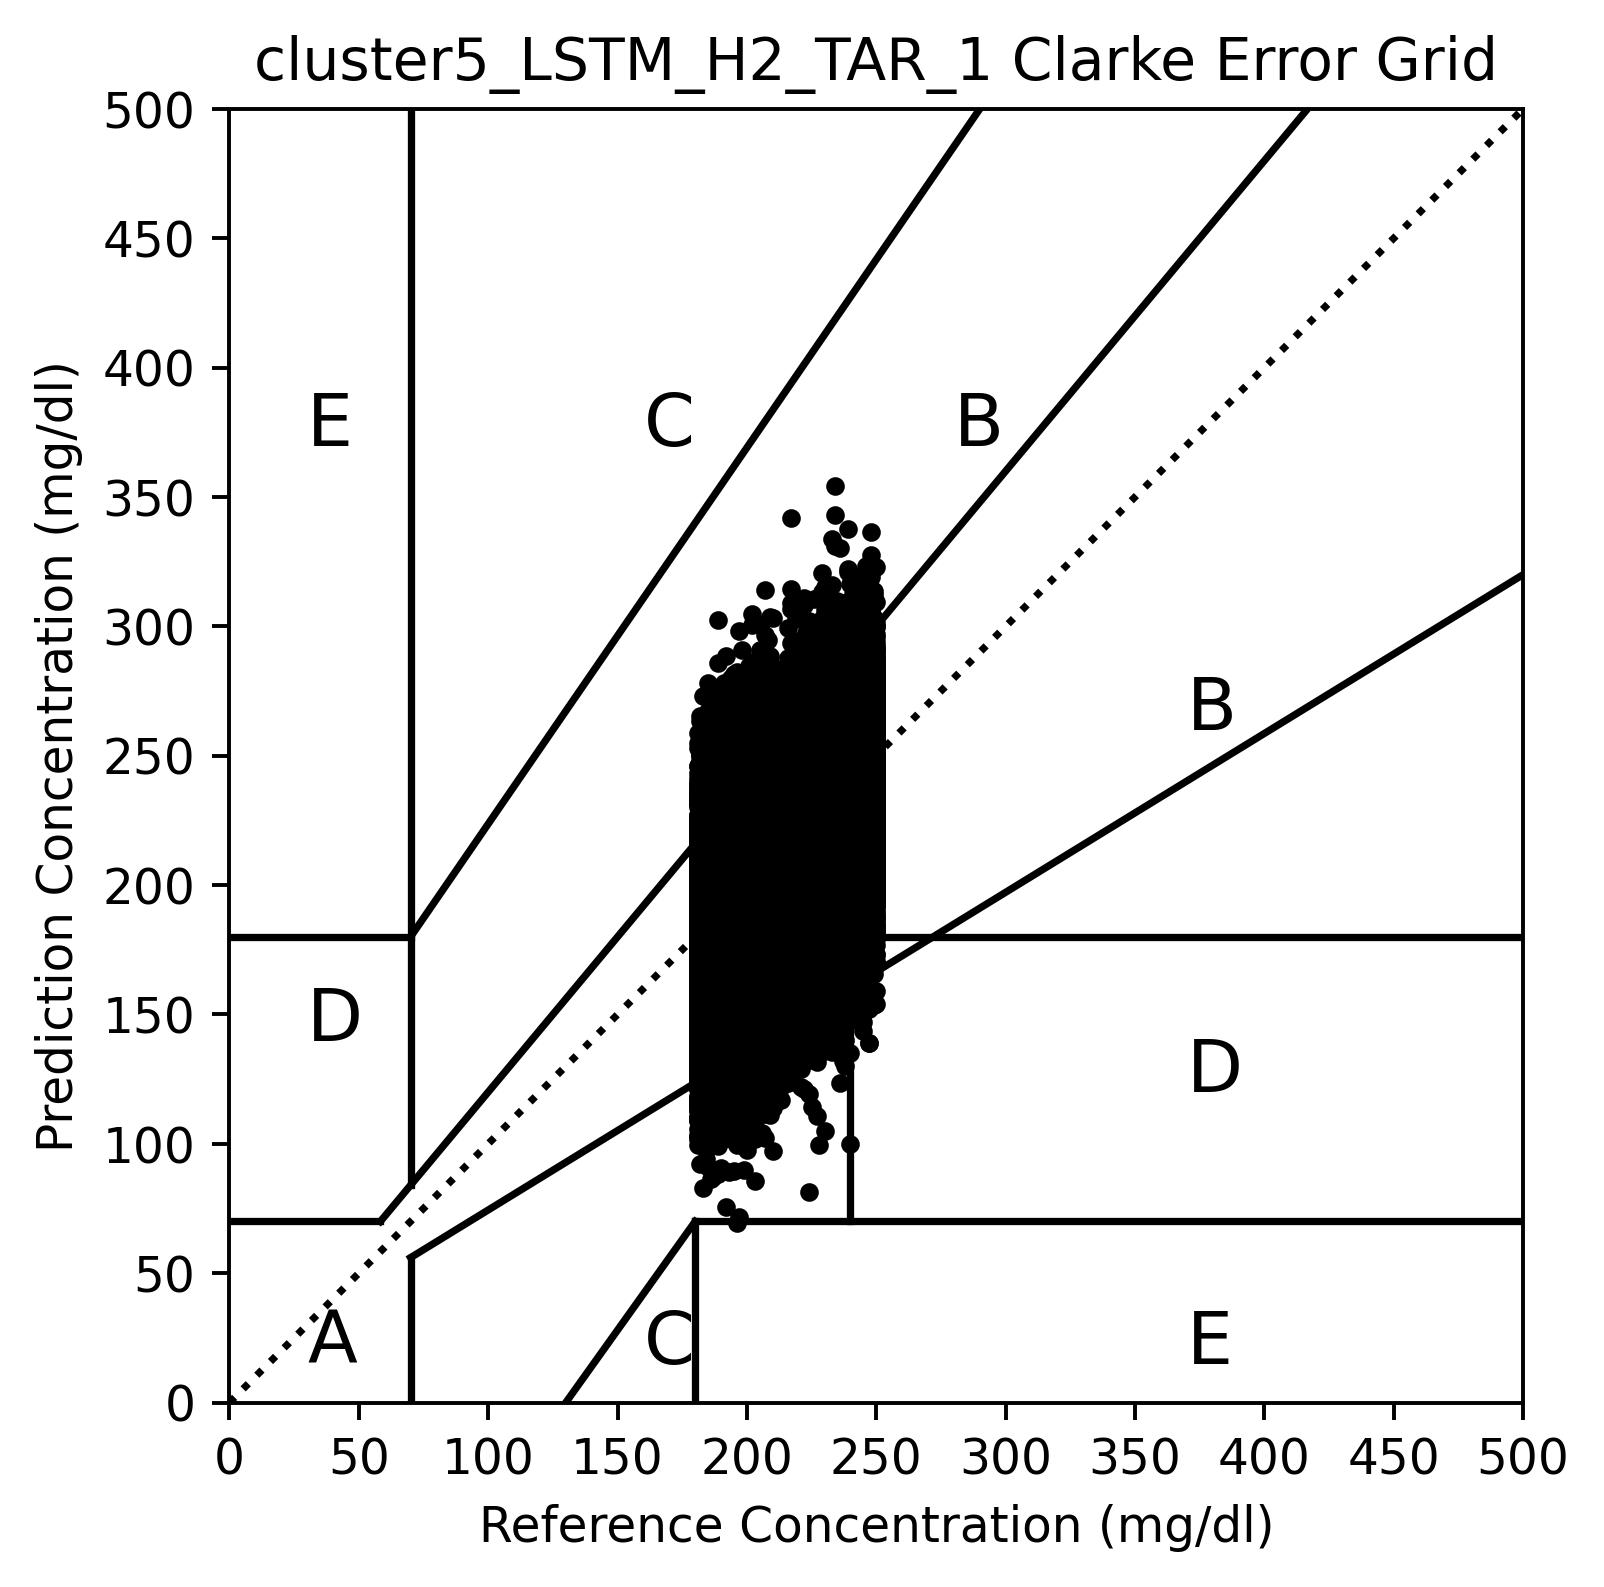 cluster5_LSTM_H2_TAR_1 Clarke Error Grid
500
450
400
350
300
250
200
150
100
50
0
Prediction Concentration (mg/dl)
E
C
B
B
D
D
A
C
E
0 50 100 150 200 250 300 350 400 450 500
Reference Concentration (mg/dl)